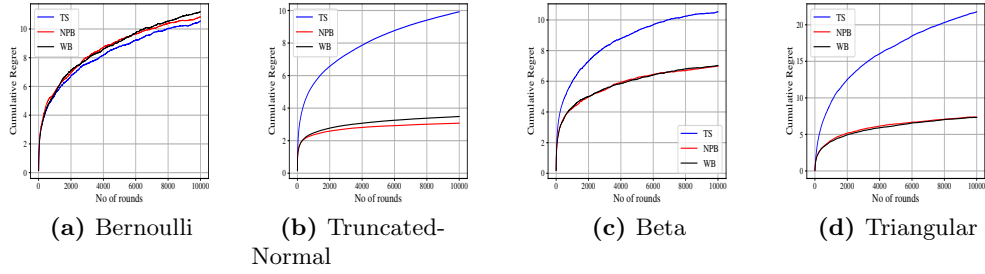 Cumulative Regret
10
8
6
4
2
0
TS
NPB
WB
0 2000 4000 6000 8000 10000
No of rounds
(a) Bernoulli
Cumulative Regret
10
8
6
4
2
0
TS
NPB
WB
0 2000 4000 6000 8000 10000
No of rounds
(b) Truncated-
Normal
Cumulative Regret
10
8
6
4
2
0
TS
NPB
WB
0 2000 4000 6000 8000 10000
No of rounds
(c) Beta
Cumulative Regret
20
15
10
5
0
TS
NPB
WB
0 2000 4000 6000 8000 10000
No of rounds
(d) Triangular